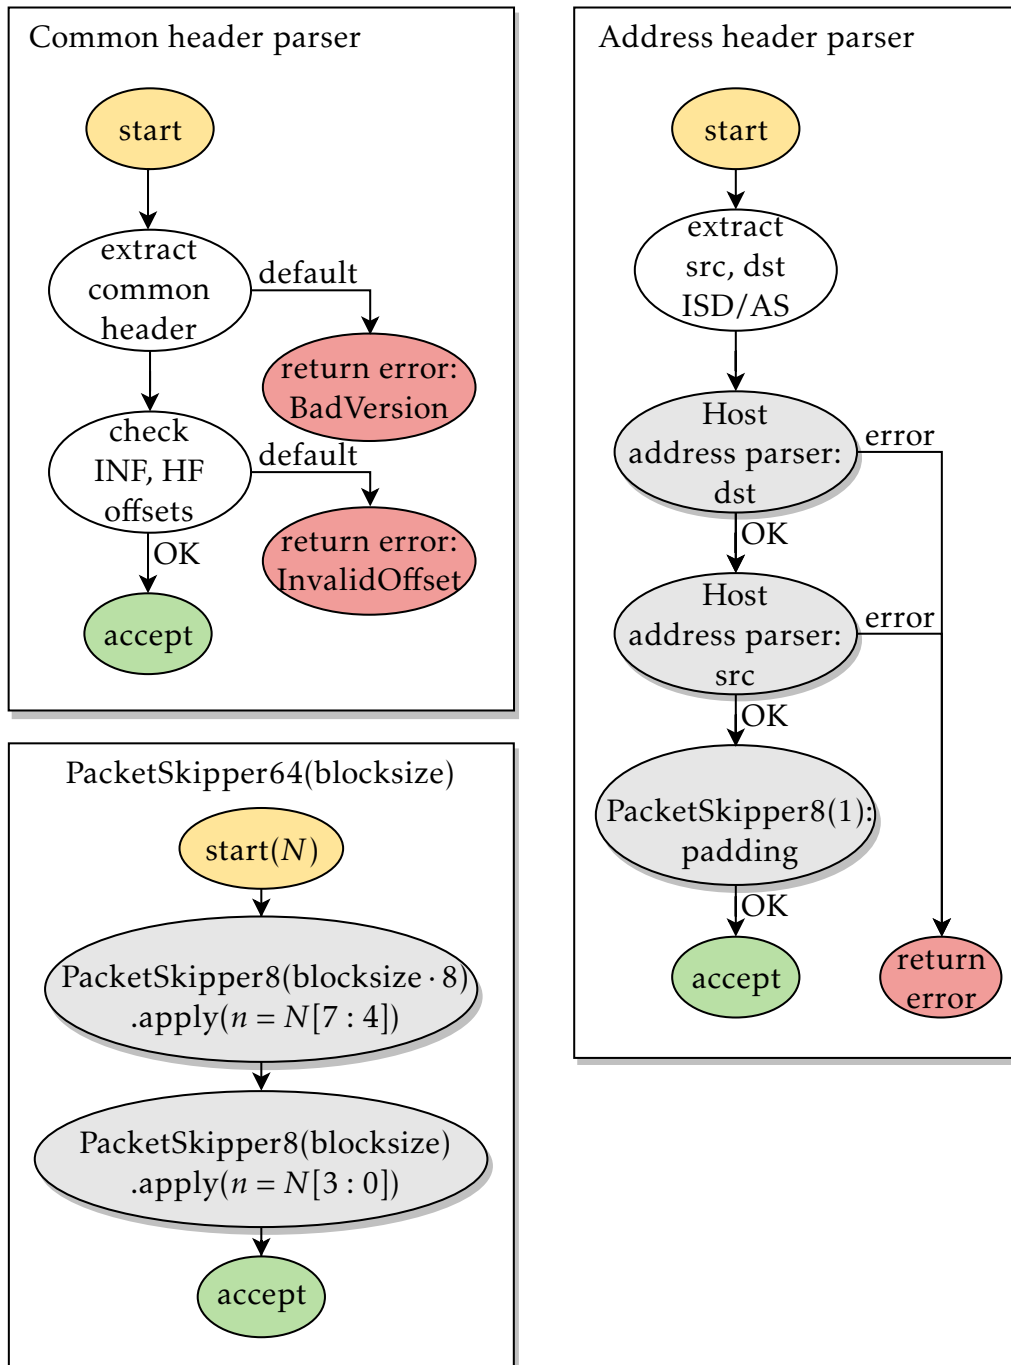 Common header parser
start
extract
common
header
default
return error:
BadVersion
check
INF, HF
offsets
default
return error:
InvalidOffset
OK
accept
PacketSkipper64(blocksize)
start(N)
PacketSkipper8(blocksize · 8)
.apply(n = N[7 : 4])
PacketSkipper8(blocksize)
.apply(n = N[3 : 0])
accept
Address header parser
start
extract
src, dst
ISD/AS
Host
address parser:
dst
error
OK
Host
address parser:
src
error
OK
PacketSkipper8(1):
padding
OK
accept
return
error